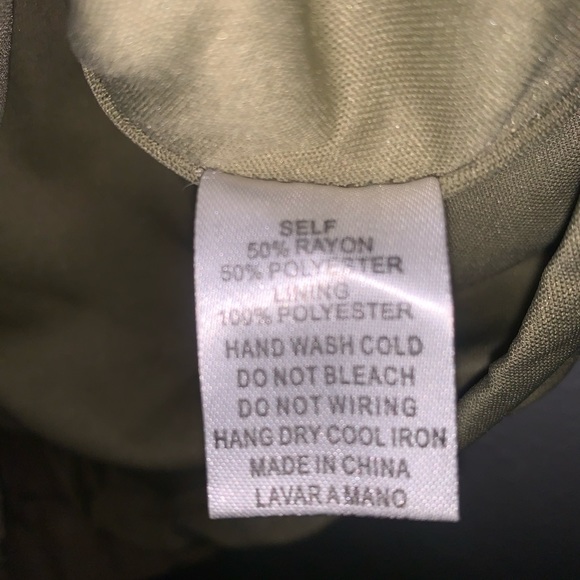 SELF
50% RAYON
50% POLYESTER
LINING
100% POLYESTER
HAND WASH COLD
DO NOT BLEACH
DO NOT WIRING
HANG DRY COOL IRON
MADE IN CHINA
LAVAR A MANO